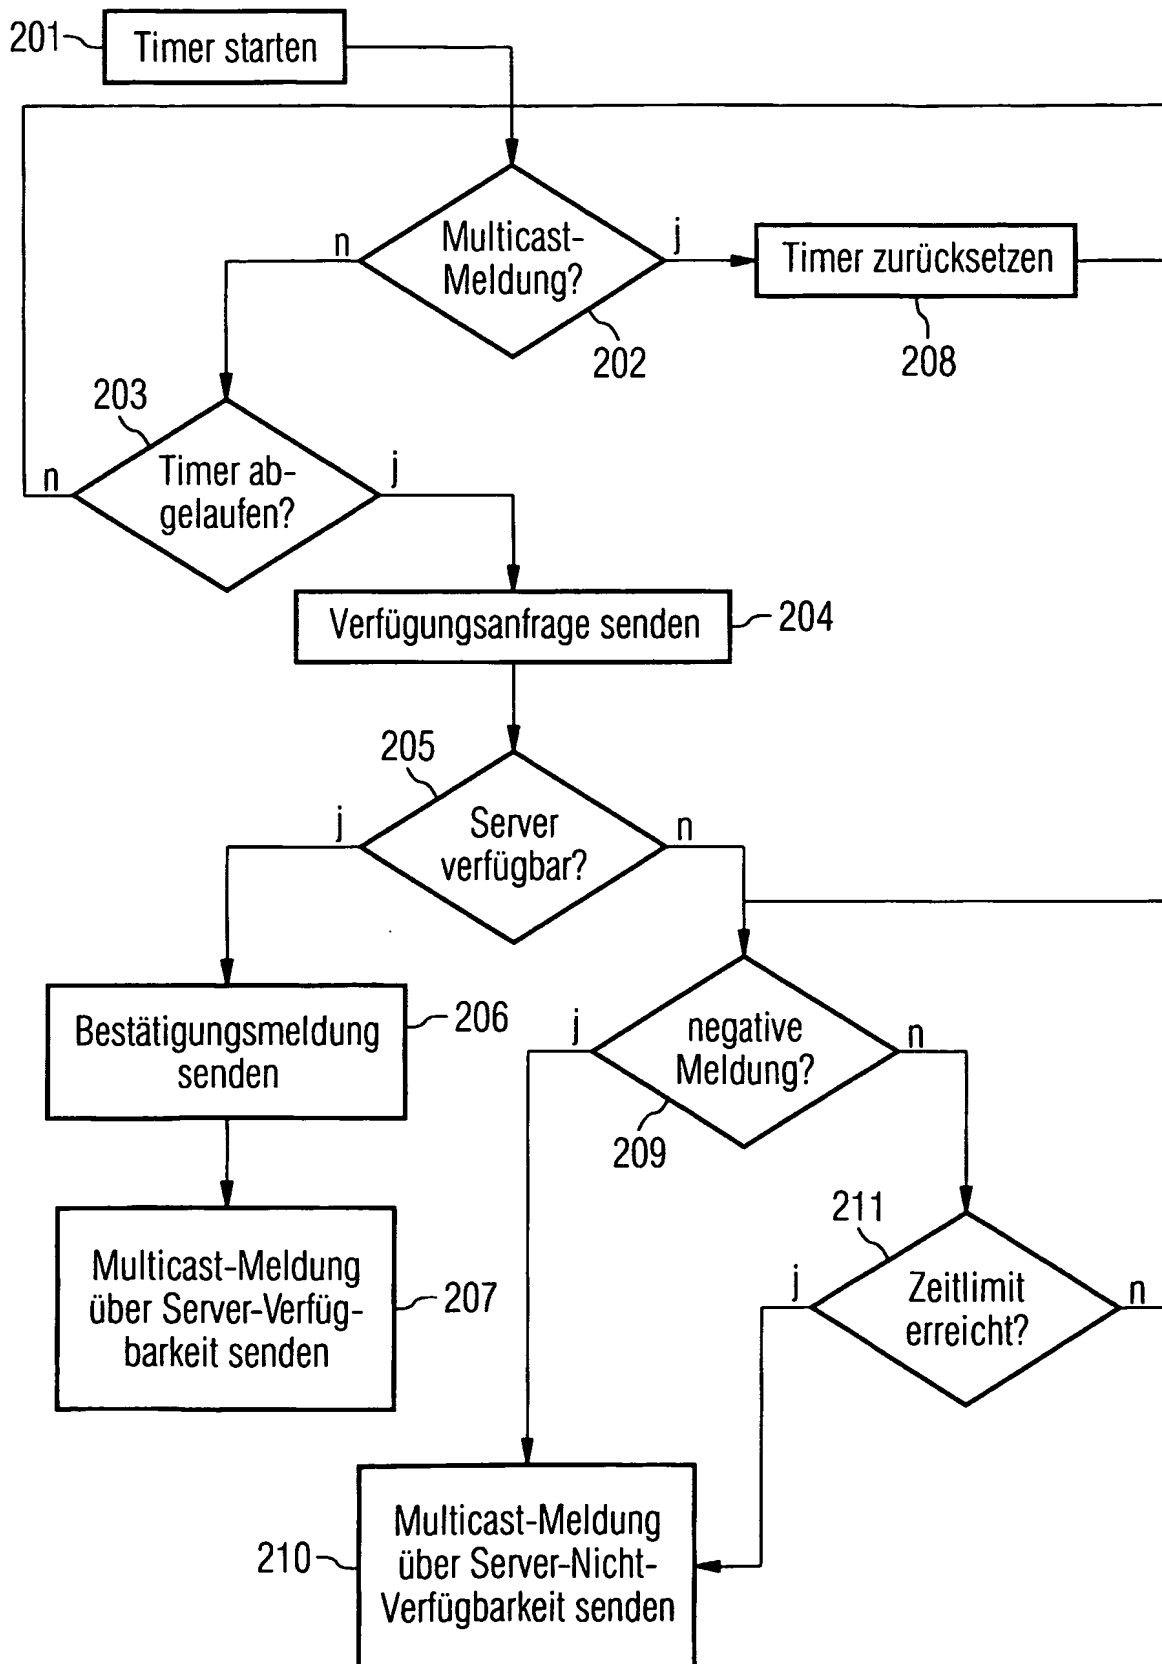 201
Timer starten
Multicast-
Meldung?
n
j
202
Timer zurücksetzen
208
203
Timer ab-
gelaufen?
n
j
Verfügungsanfrage senden
204
205
Server
verfügbar?
j
n
Bestätigungsmeldung
senden
206
negative
Meldung?
j
n
209
Multicast-Meldung
über Server-Verfüg-
barkeit senden
207
211
Zeitlimit
erreicht?
j
n
210
Multicast-Meldung
über Server-Nicht-
Verfügbarkeit senden